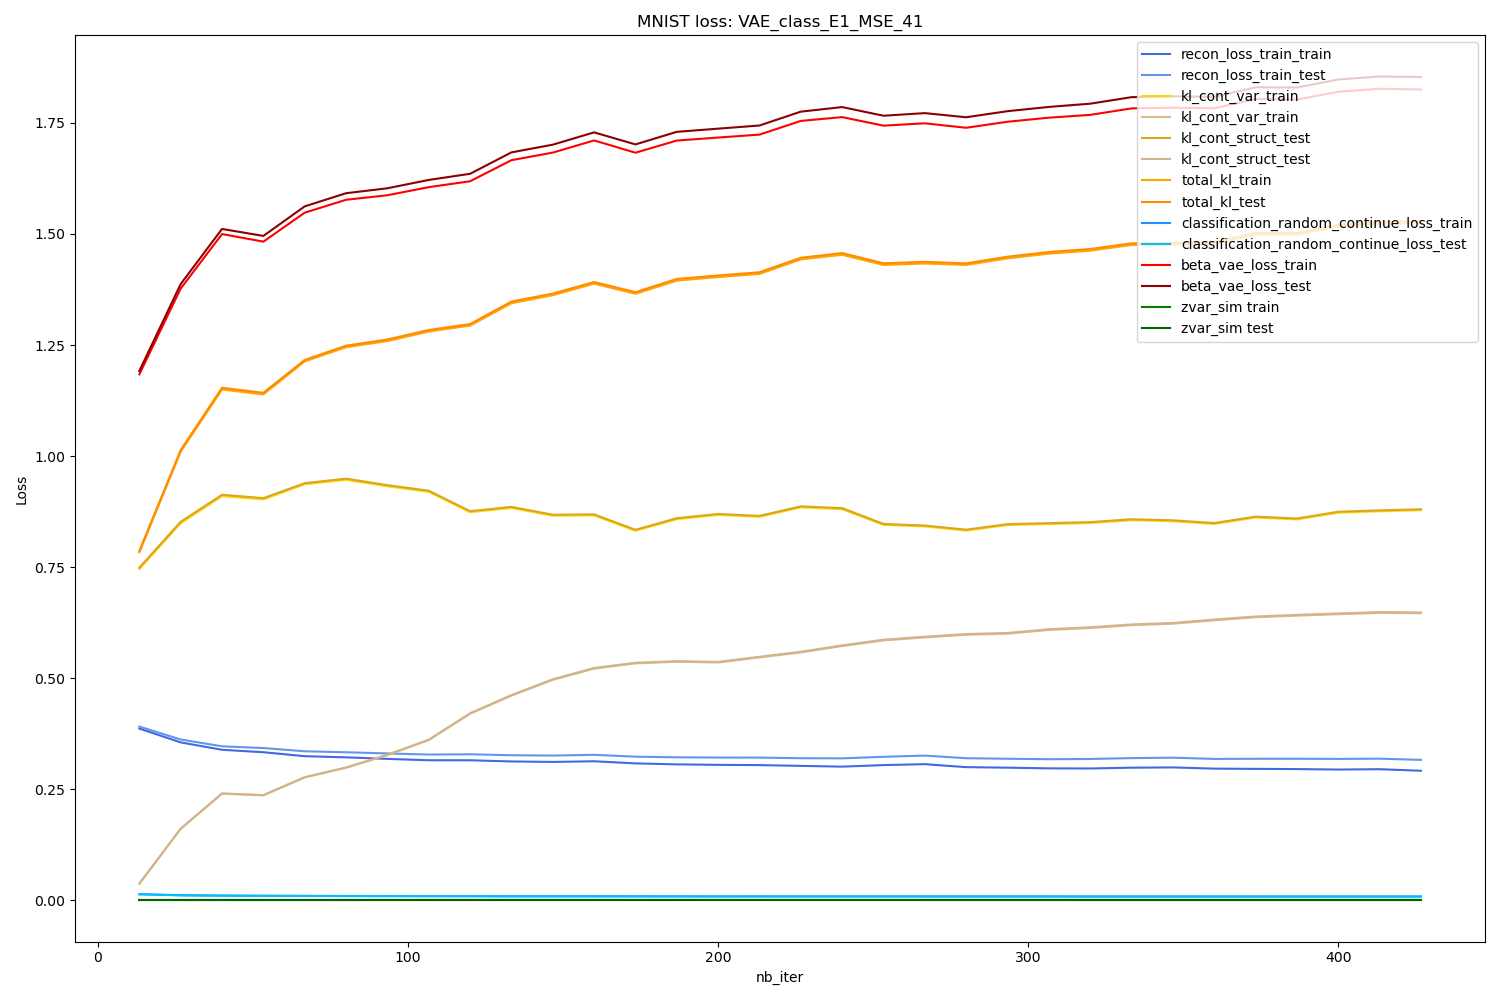 MNIST loss: VAE_class_E1_MSE_41
recon_loss_train_train
recon_loss_train_test
kl_cont_var_train
kl_cont_var_train
kl_cont_struct_test
kl_cont_struct_test
total_kl_train
total_kl_test
classification_random_continue_loss_train
classification_random_continue_loss_test
beta_vae_loss_train
beta_vae_loss_test
zvar_sim train
zvar_sim test
1.75
1.50
1.25
1.00
0.75
0.50
0.25
0.00
Loss
0 100 200 300 400
nb_iter